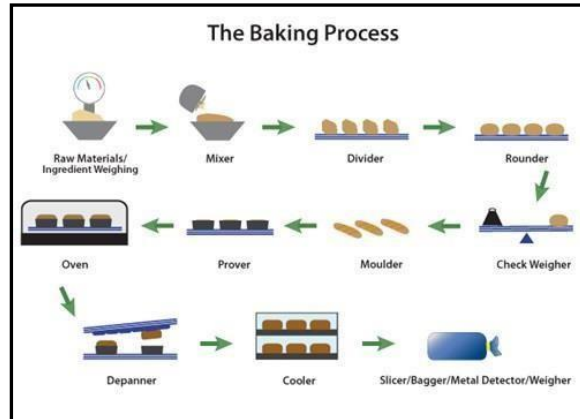 The Baking Process
Raw Materials/
Ingredient Weighing
Mixer
Divider
Rounder
Check Weigher
Moulder
Prover
Oven
Depanner
Cooler
Slicer/Bagger/Metal Detector/Weigher